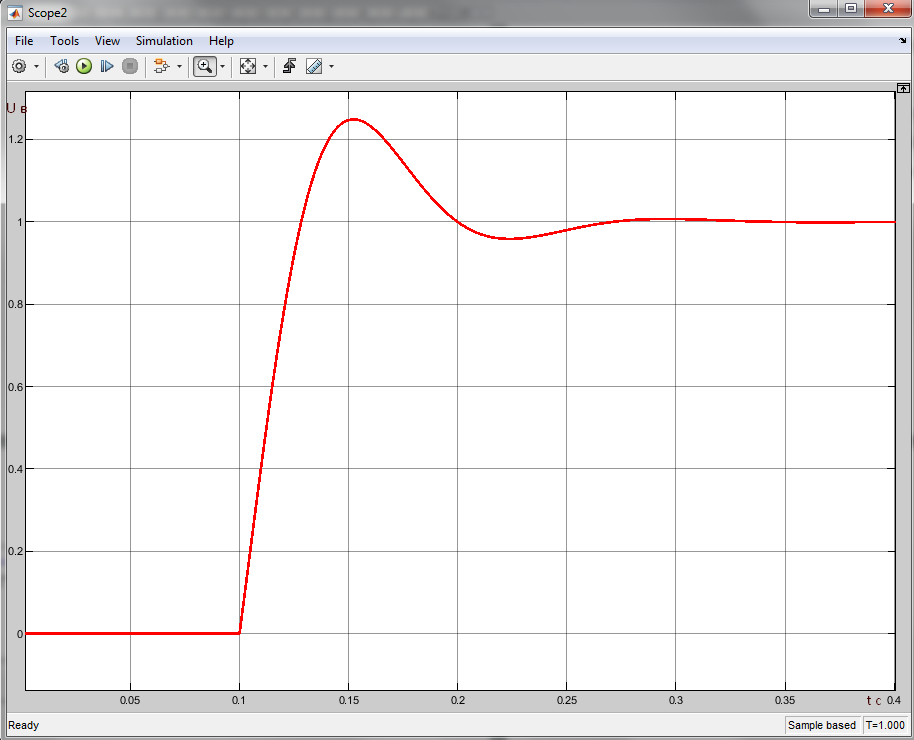 Scope2
File Tools View Simulation Help
U в
1.2
1
0.8
0.6
0.4
0.2
0
0.05 0.1 0.15 0.2 0.25 0.3 0.35 t с 0.4
Ready Sample based T=1.000